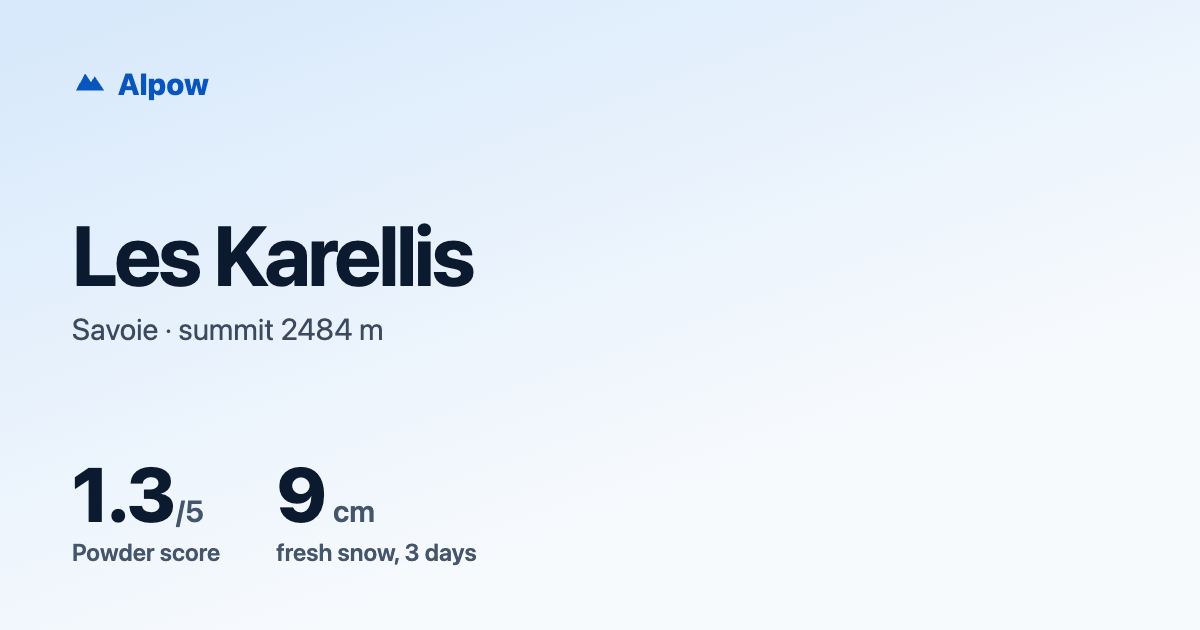 Alpow
Les Karellis
Savoie · summit 2484 m
1.3/5
Powder score
9 cm
fresh snow, 3 days